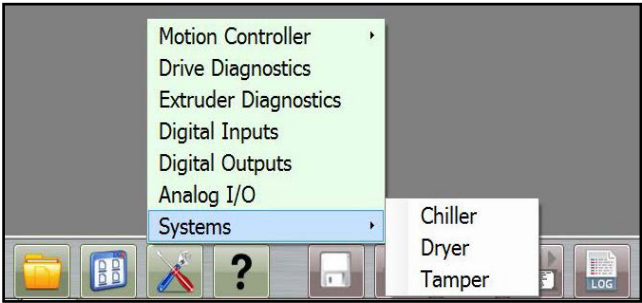 Motion Controller
Drive Diagnostics
Extruder Diagnostics
Digital Inputs
Digital Outputs
Analog I/O
Systems
Chiller
Dryer
Tamper
?
LOG